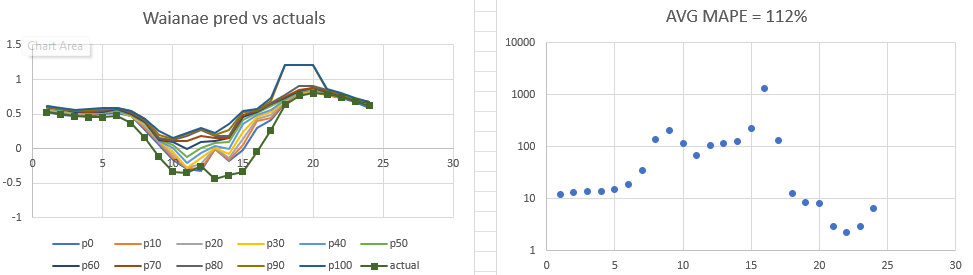 Waianae pred vs actuals
Chart Area
1.5
1
0.5
0
-0.5
-1
0 5 10 15 20 25 30
p0 p10 p20 p30 p40 p50
p60 p70 p80 p90 p100 actual
AVG MAPE = 112%
10000
1000
100
10
1
0 5 10 15 20 25 30